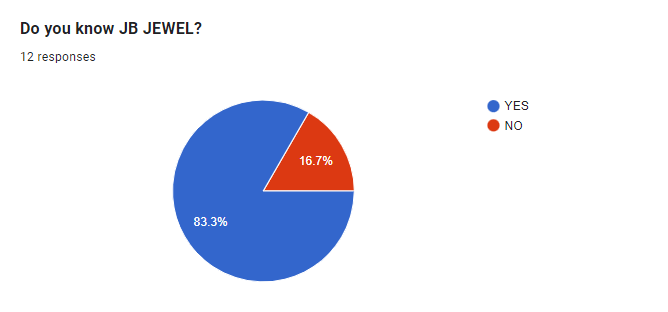 Do you know JB JEWEL?
12 responses
YES
NO
16.7%
83.3%